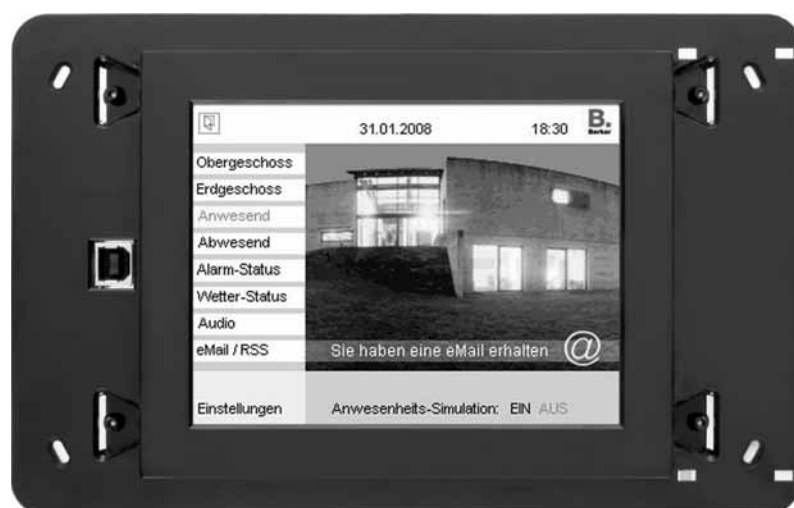 31.01.2008 18:30 B.
Berker
Obergeschoss
Erdgeschoss
Anwesend
Abwesend
Alarm-Status
Wetter-Status
Audio
eMail / RSS
Sie haben eine eMail erhalten @
Einstellungen Anwesenheits-Simulation: EIN AUS